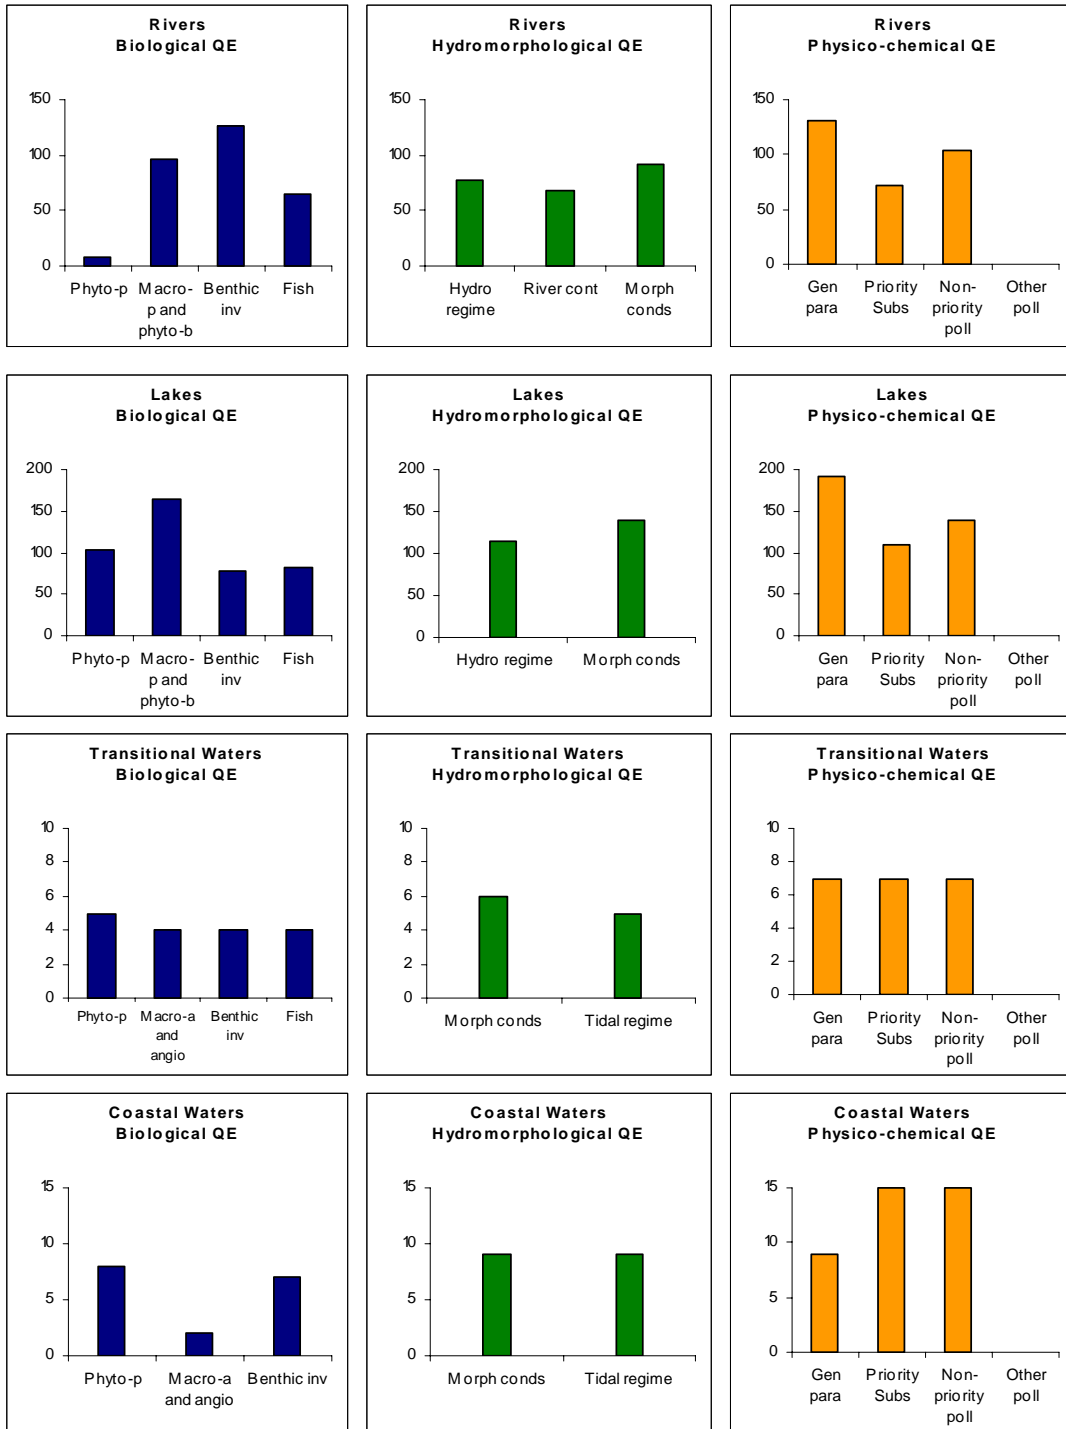 Rivers
Biological QE
150
100
50
0
Phyto-p
Macro-
p and
phyto-b
Benthic
inv
Fish
Rivers
Hydromorphological QE
150
100
50
0
Hydro
regime
River cont
Morph
conds
Rivers
Physico-chemical QE
150
100
50
0
Gen
para
Priority
Subs
Non-
priority
poll
Other
poll
Lakes
Biological QE
200
150
100
50
0
Phyto-p
Macro-
p and
phyto-b
Benthic
inv
Fish
Lakes
Hydromorphological QE
200
150
100
50
0
Hydro regime
Morph conds
Lakes
Physico-chemical QE
200
150
100
50
0
Gen
para
Priority
Subs
Non-
priority
poll
Other
poll
Transitional Waters
Biological QE
10
8
6
4
2
0
Phyto-p
Macro-a
and
angio
Benthic
inv
Fish
Transitional Waters
Hydromorphological QE
10
8
6
4
2
0
Morph conds
Tidal regime
Transitional Waters
Physico-chemical QE
10
8
6
4
2
0
Gen
para
Priority
Subs
Non-
priority
poll
Other
poll
Coastal Waters
Biological QE
15
10
5
0
Phyto-p
Macro-a
and angio
Benthic inv
Coastal Waters
Hydromorphological QE
15
10
5
0
Morph conds
Tidal regime
Coastal Waters
Physico-chemical QE
15
10
5
0
Gen
para
Priority
Subs
Non-
priority
poll
Other
poll